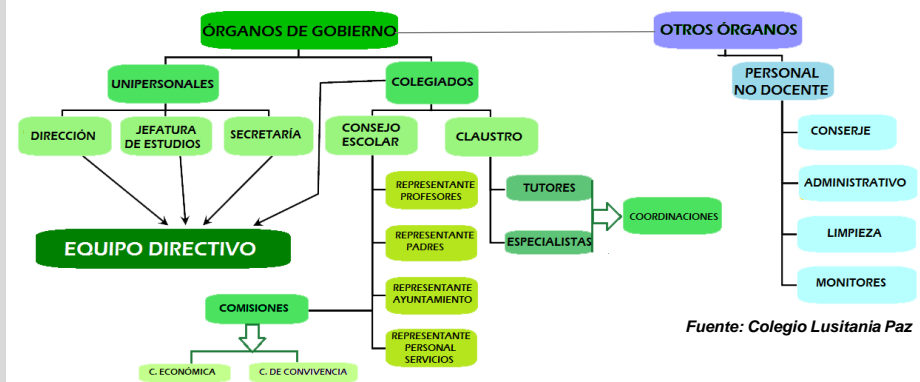 ÓRGANOS DE GOBIERNO
OTROS ÓRGANOS
UNIPERSONALES
COLEGIADOS
PERSONAL
NO DOCENTE
DIRECCIÓN
JEFATURA
DE ESTUDIOS
SECRETARÍA
CONSEJO
ESCOLAR
CLAUSTRO
CONSERJE
REPRESENTANTE
PROFESORES
TUTORES
ADMINISTRATIVO
COORDINACIONES
REPRESENTANTE
PADRES
ESPECIALISTAS
LIMPIEZA
EQUIPO DIRECTIVO
REPRESENTANTE
AYUNTAMIENTO
MONITORES
COMISIONES
REPRESENTANTE
PERSONAL
SERVICIOS
Fuente: Colegio Lusitania Paz
C. ECONÓMICA
C. DE CONVIVENCIA